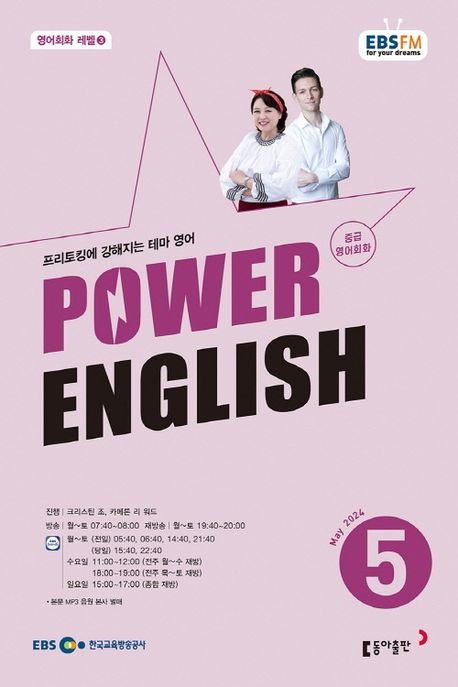 영어회화 레벨 3
EBS FM
for your dreams
프리토킹에 강해지는 테마 영어
중급
영어회화
POWER
ENGLISH
진행 | 크리스틴 조, 카메론 리 워드
방송 | 월~토 07:40~08:00 재방송 | 월~토 19:40~20:00
월~토 (전일) 05:40, 06:40, 14:40, 21:40
(당일) 15:40, 22:40
수요일 11:00~12:00 (전주 월~수 재방)
18:00~19:00 (전주 목~토 재방)
일요일 15:00~17:00 (종합 재방)
• 본문 MP3 음원 본사 별매
May 2024
5
EBS 한국교육방송공사
동아출판